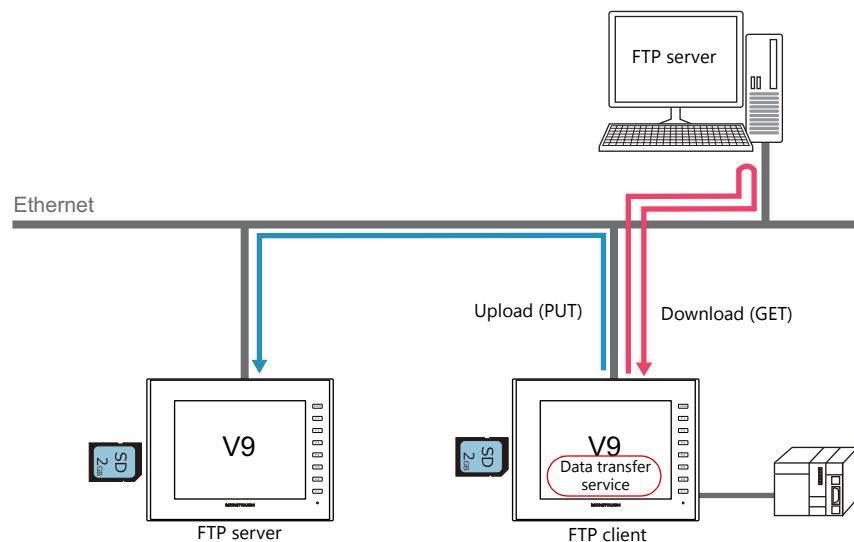 FTP server
Ethernet
Upload (PUT)
Download (GET)
V9
SD
2GB
FTP server
V9
Data transfer
service
SD
2GB
FTP client